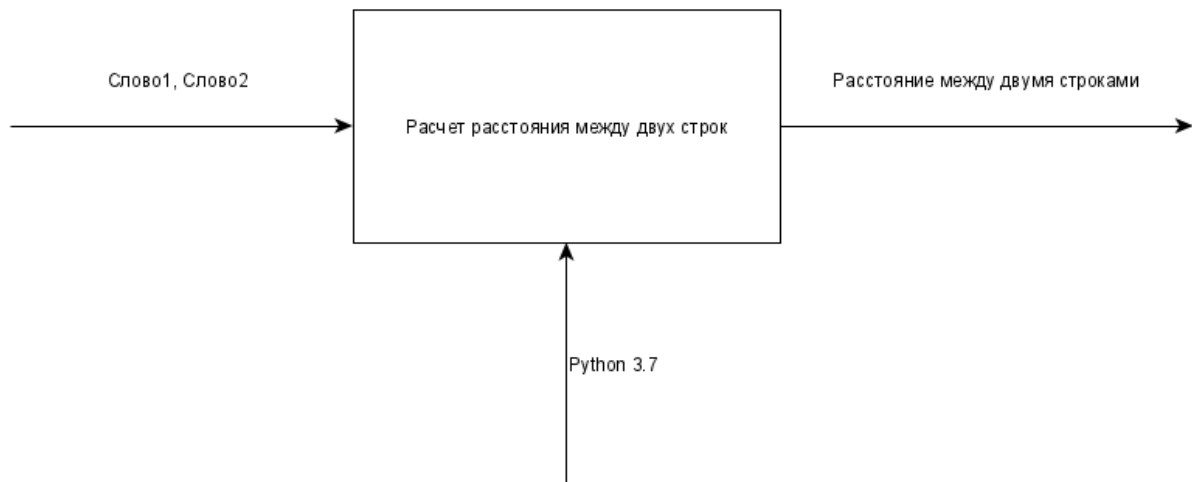 Слово1, Слово2
Расстояние между двумя строками
Расчет расстояния между двух строк
Python 3.7